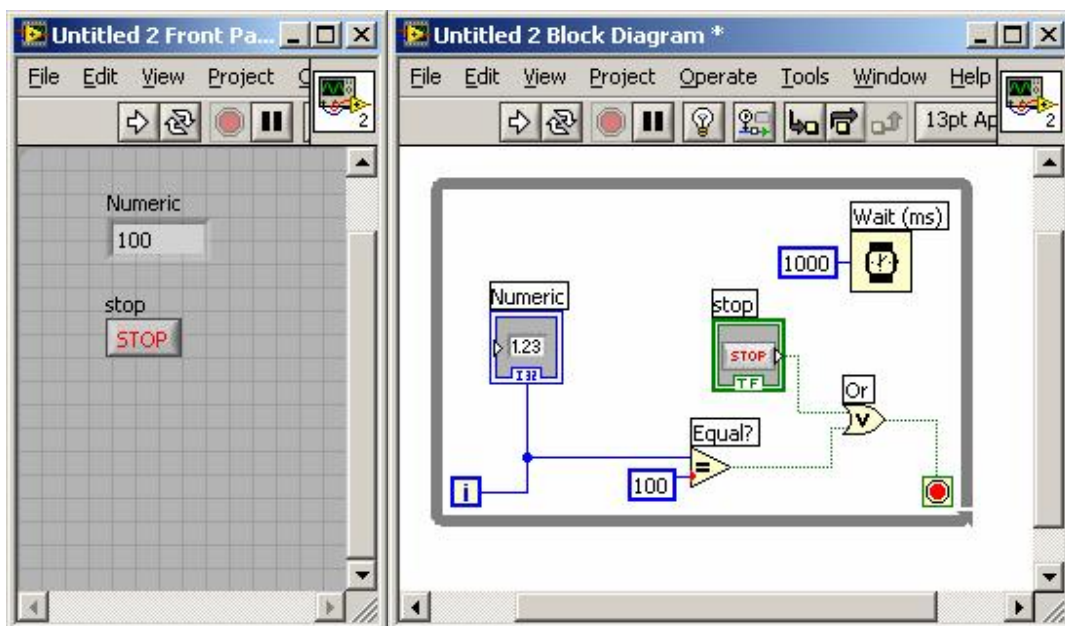 Untitled 2 Front Pa...
File Edit View Project
2
Numeric
100
stop
STOP
Untitled 2 Block Diagram *
File Edit View Project Operate Tools Window Help
13pt Ap
2
Wait (ms)
1000
Numeric
1.23
I32
stop
STOP
TF
Or
V
Equal?
=
100
i